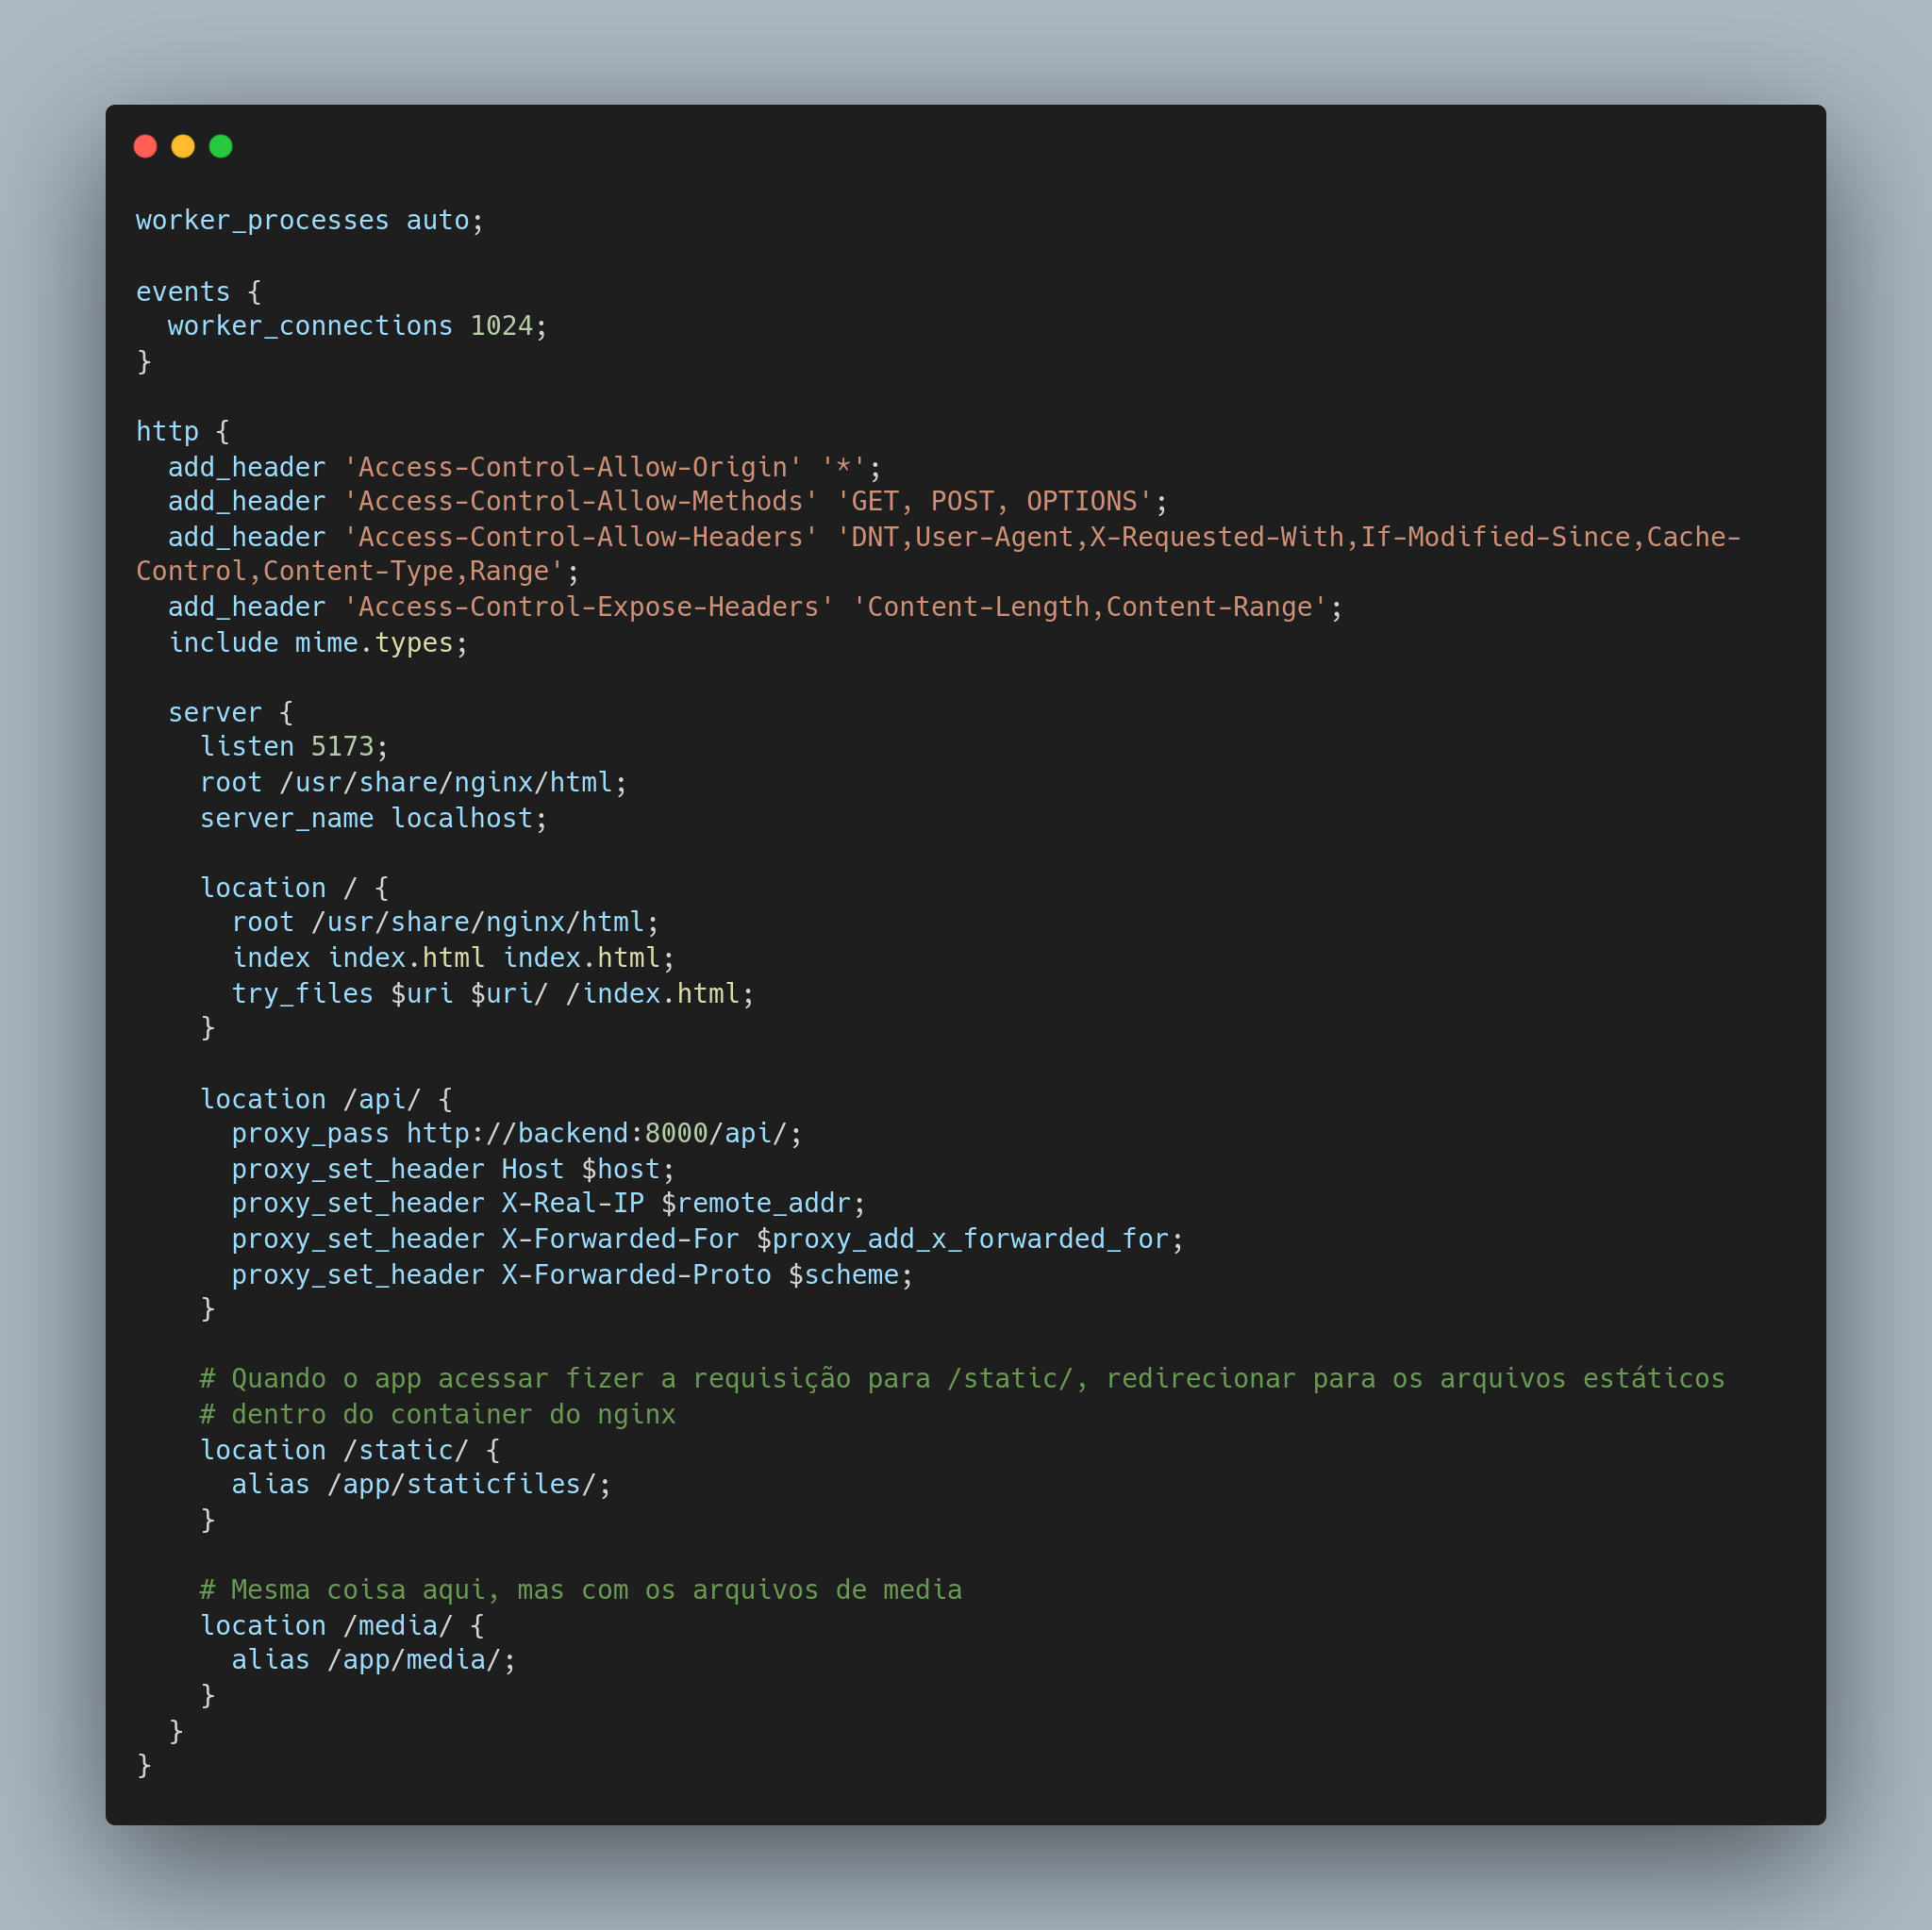 worker_processes auto;
events {
  worker_connections 1024;
}
http {
  add_header 'Access-Control-Allow-Origin' '*';
  add_header 'Access-Control-Allow-Methods' 'GET, POST, OPTIONS';
  add_header 'Access-Control-Allow-Headers' 'DNT,User-Agent,X-Requested-With,If-Modified-Since,Cache-
Control,Content-Type,Range';
  add_header 'Access-Control-Expose-Headers' 'Content-Length,Content-Range';
  include mime.types;
  server {
    listen 5173;
    root /usr/share/nginx/html;
    server_name localhost;
    location / {
      root /usr/share/nginx/html;
      index index.html index.html;
      try_files $uri $uri/ /index.html;
    }
    location /api/ {
      proxy_pass http://backend:8000/api/;
      proxy_set_header Host $host;
      proxy_set_header X-Real-IP $remote_addr;
      proxy_set_header X-Forwarded-For $proxy_add_x_forwarded_for;
      proxy_set_header X-Forwarded-Proto $scheme;
    }
    # Quando o app acessar fizer a requisição para /static/, redirecionar para os arquivos estáticos
    # dentro do container do nginx
    location /static/ {
      alias /app/staticfiles/;
    }
    # Mesma coisa aqui, mas com os arquivos de media
    location /media/ {
      alias /app/media/;
    }
  }
}